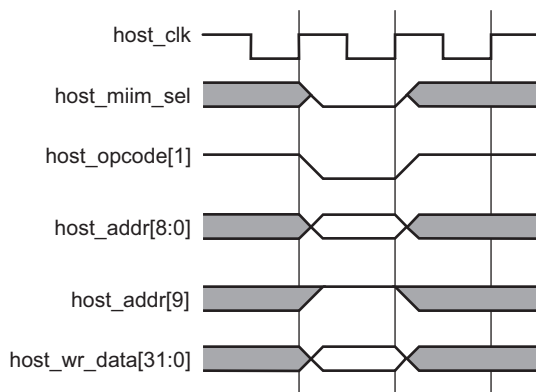 host_clk
host_miim_sel
host_opcode[1]
host_addr[8:0]
host_addr[9]
host_wr_data[31:0]